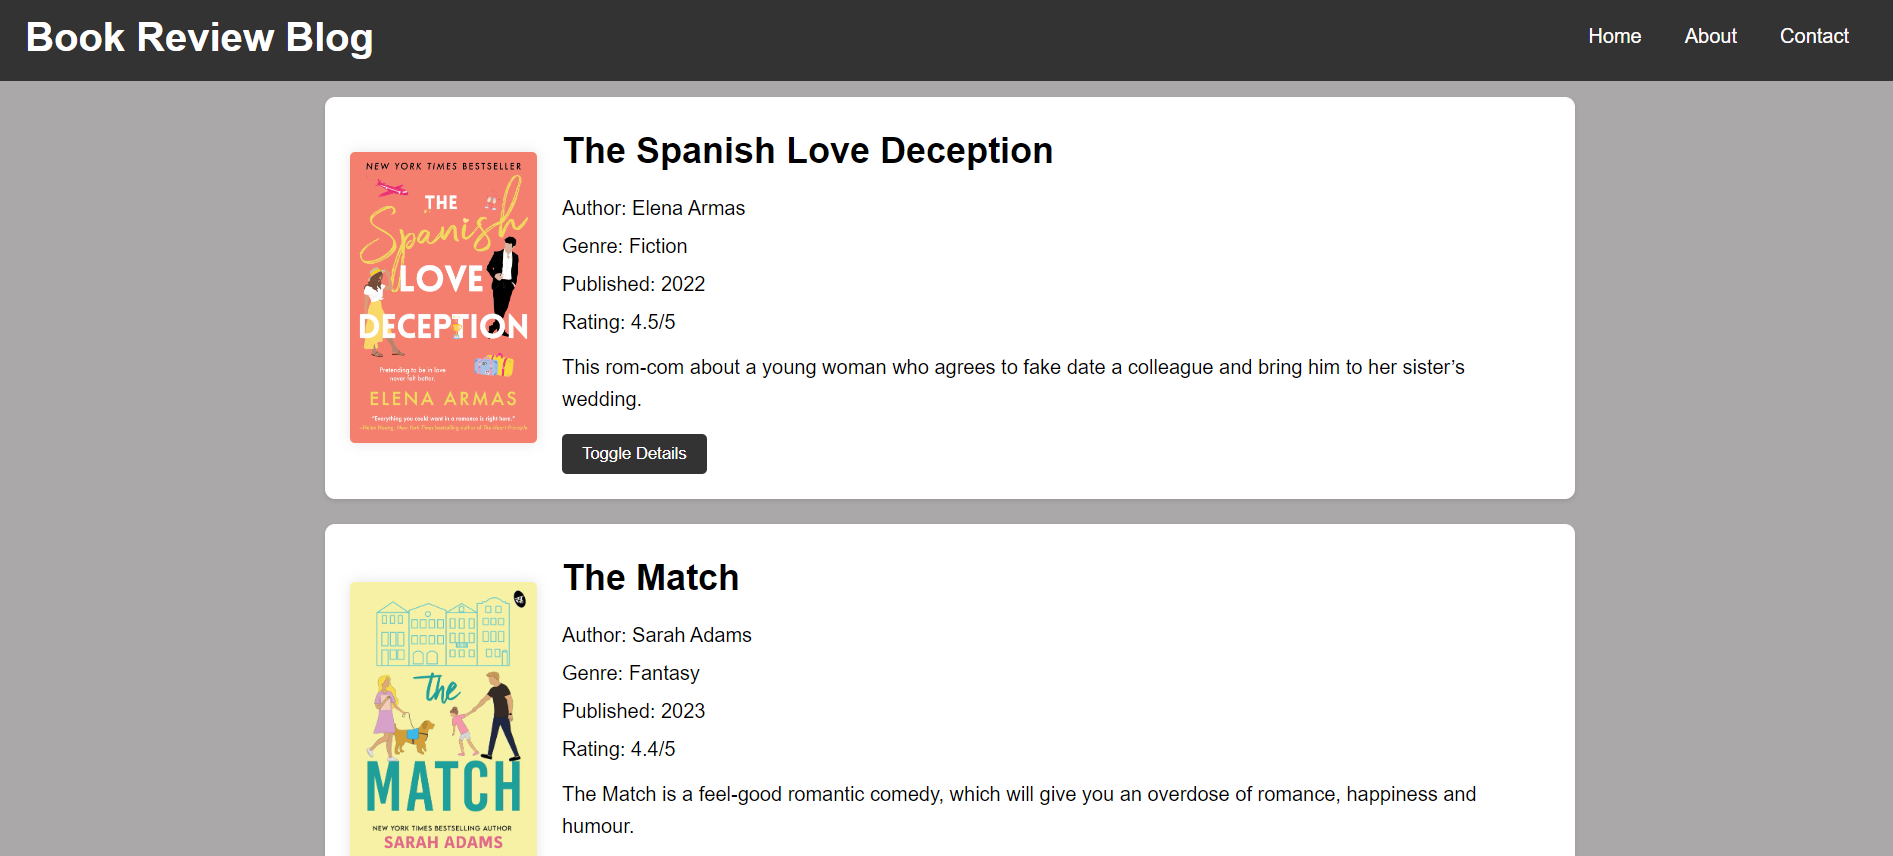 Book Review Blog
Home About Contact
NEW YORK TIMES BESTSELLER
THE
Spanish
LOVE
DECEPTION
Pretending to be in love
never felt better.
ELENA ARMAS
"Everything you could want in a romance is right here."
The Spanish Love Deception
Author: Elena Armas
Genre: Fiction
Published: 2022
Rating: 4.5/5
This rom-com about a young woman who agrees to fake date a colleague and bring him to her sister’s
wedding.
Toggle Details
The
MATCH
NEW YORK TIMES BESTSELLING AUTHOR
SARAH ADAMS
The Match
Author: Sarah Adams
Genre: Fantasy
Published: 2023
Rating: 4.4/5
The Match is a feel-good romantic comedy, which will give you an overdose of romance, happiness and
humour.